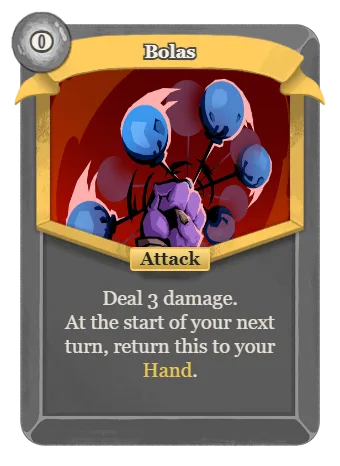 0
Bolas
Attack
Deal 3 damage.
At the start of your next
turn, return this to your
Hand.